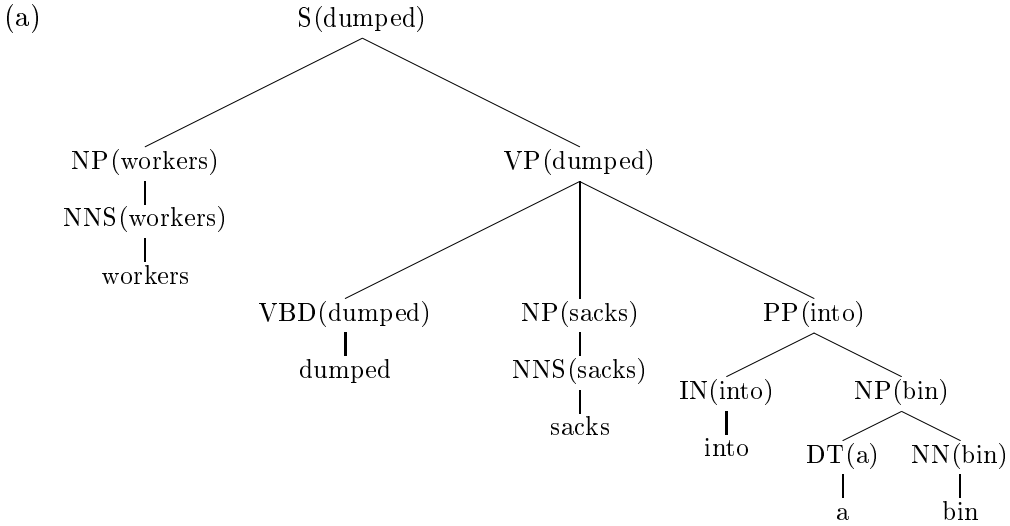 (a) S(dumped)
NP(workers) VP(dumped)
NNS(workers)
workers
VBD(dumped) NP(sacks) PP(into)
dumped NNS(sacks)
IN(into) NP(bin)
sacks
into
DT(a) NN(bin)
a bin